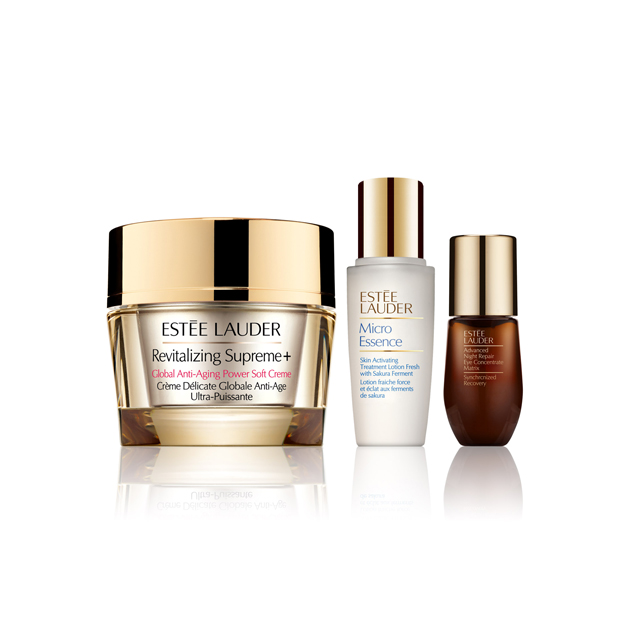 ESTĒE LAUDER
Revitalizing Supreme+
Global Anti-Aging Power Soft Creme
Crème Délicate Globale Anti-Age
Ultra-Puissante
ESTĒE
LAUDER
Micro
Essence
Skin Activating
Treatment Lotion Fresh
with Sakura Ferment
Lotion fraîche force
et éclat aux ferments
de sakura
ESTĒE
LAUDER
Advanced
Night Repair
Eye Concentrate
Matrix
Synchronized
Recovery